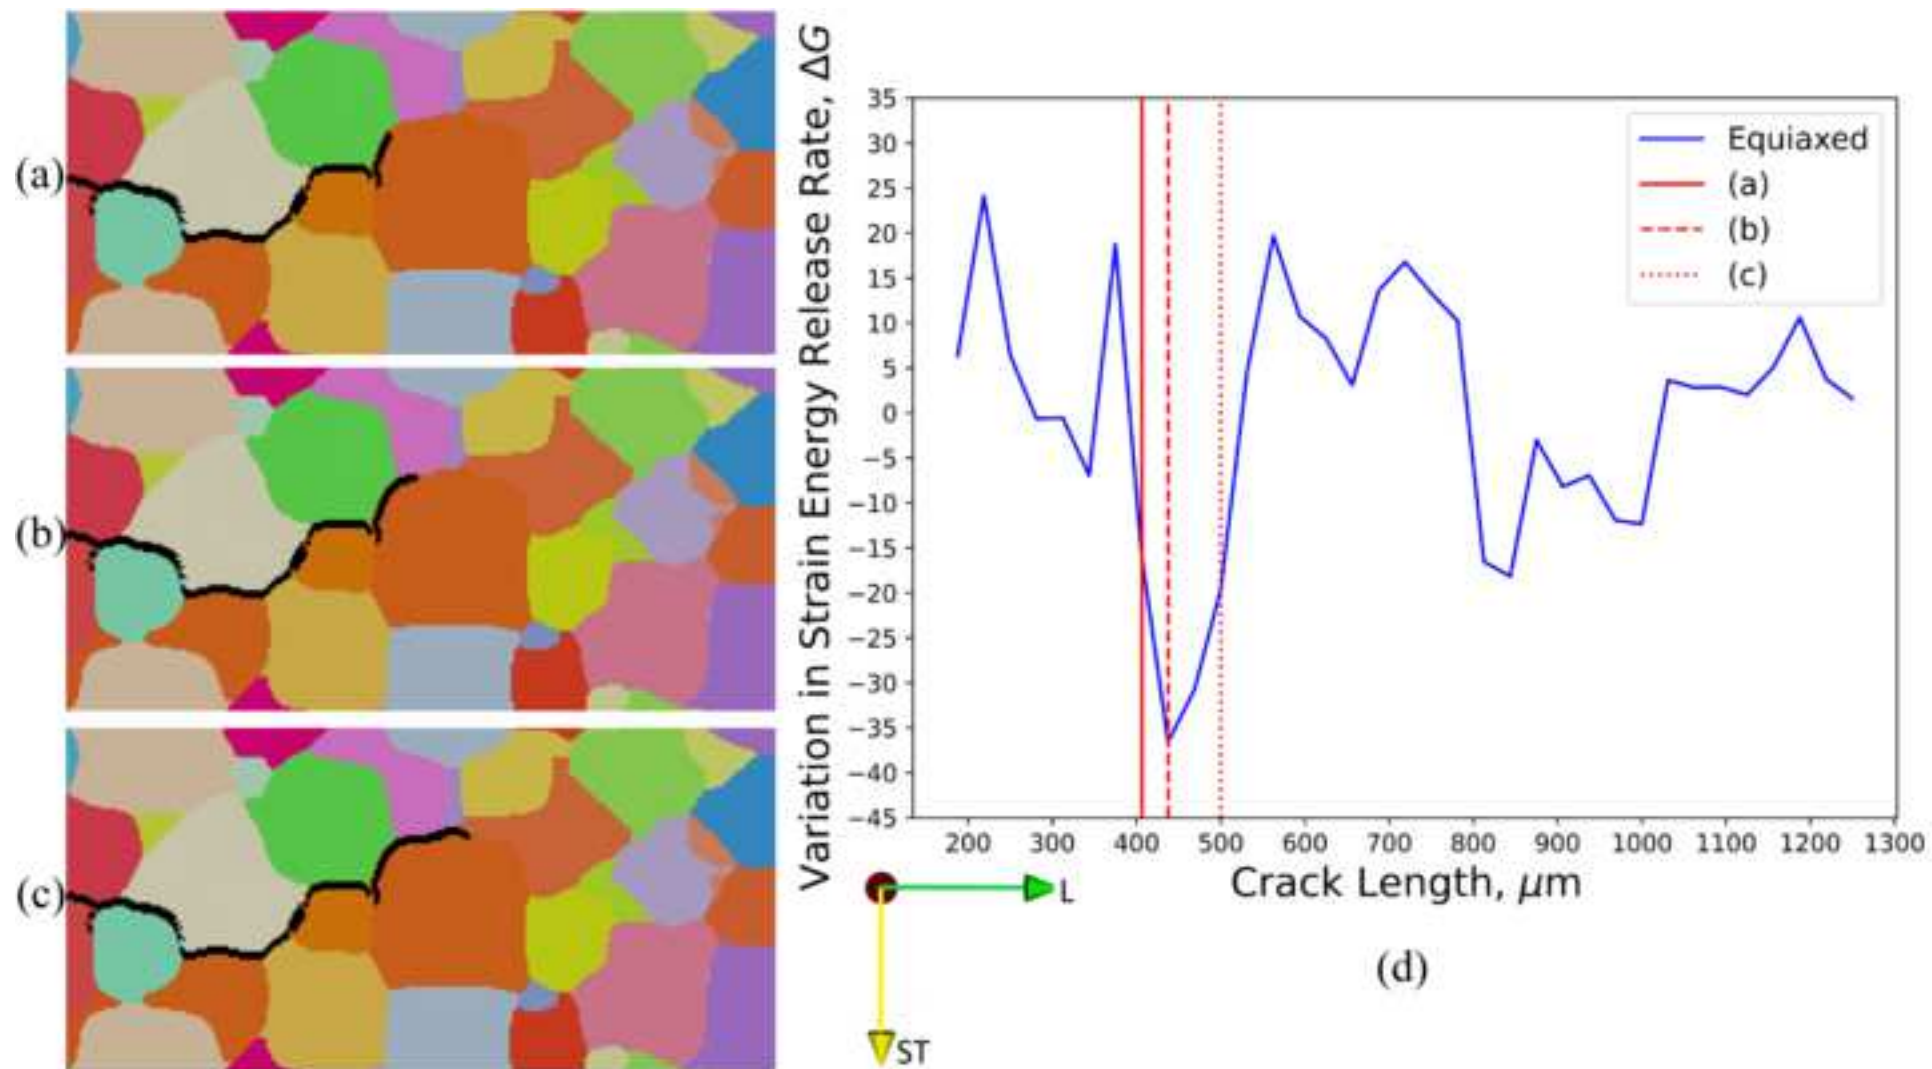 (a)
(b)
(c)
Variation in Strain Energy Release Rate, ΔG
35
30
25
20
15
10
5
0
−5
−10
−15
−20
−25
−30
−35
−40
−45
Equiaxed
(a)
(b)
(c)
200 300 400 500 600 700 800 900 1000 1100 1200 1300
Crack Length, μm
L
ST
(d)